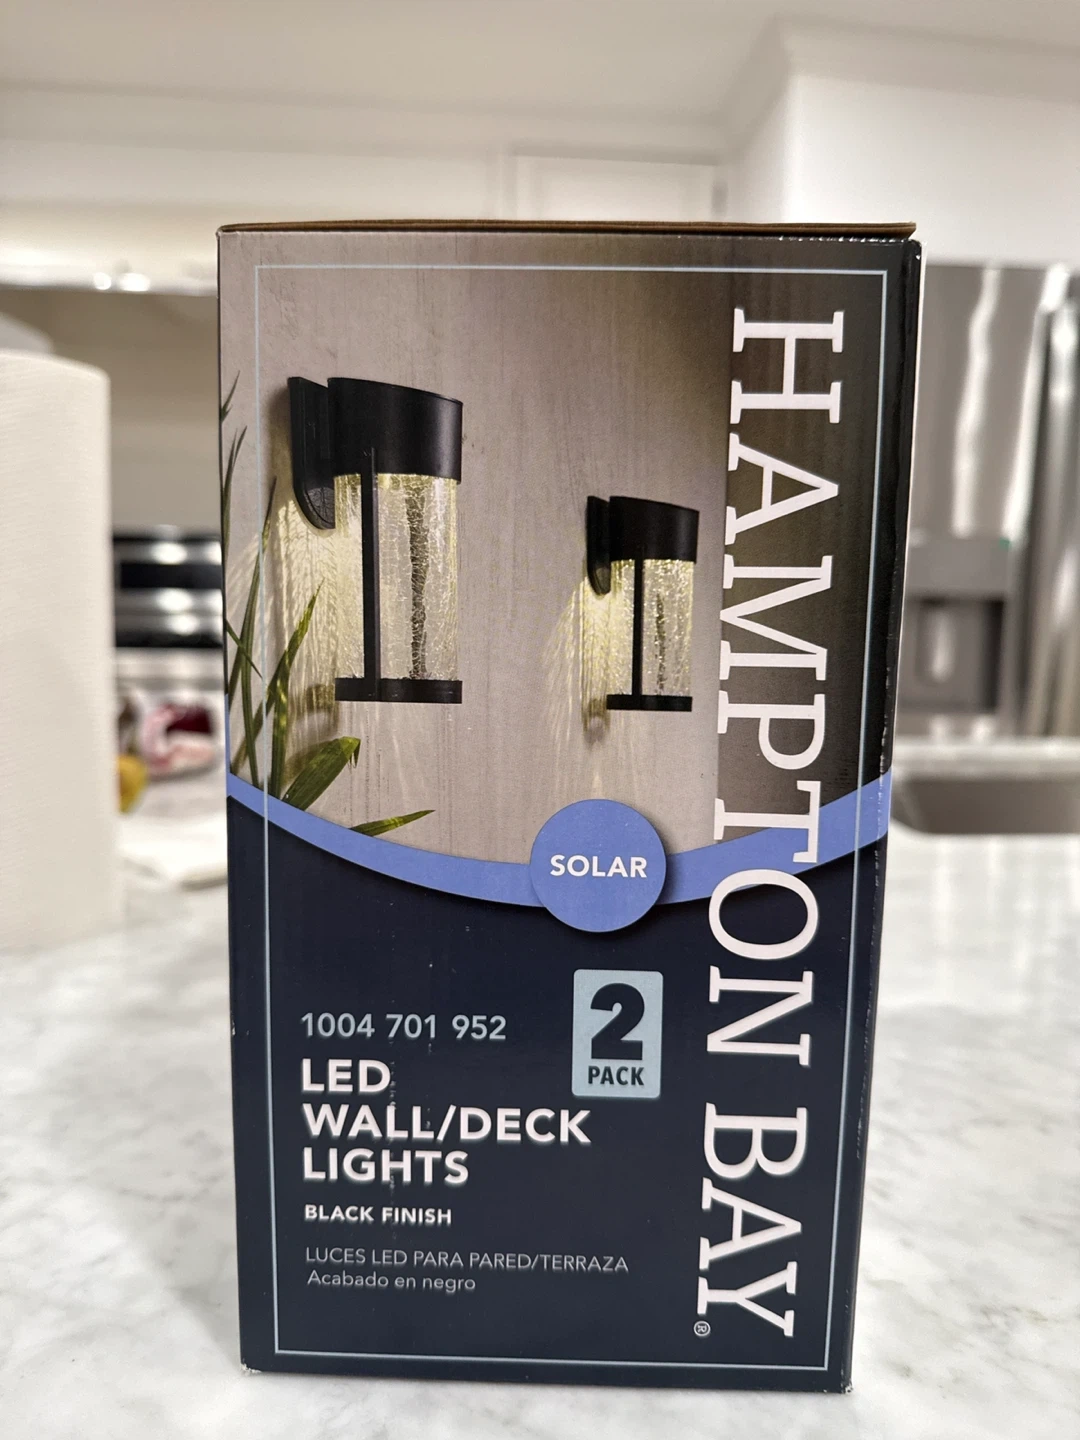 HAMPTON BAY®
SOLAR
2
PACK
1004 701 952
LED
WALL/DECK
LIGHTS
BLACK FINISH
LUCES LED PARA PARED/TERRAZA
Acabado en negro